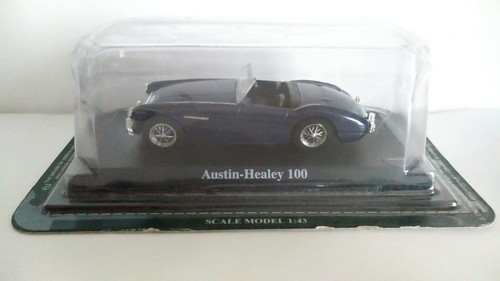 Austin-Healey 100
SCALE MODEL 1:43